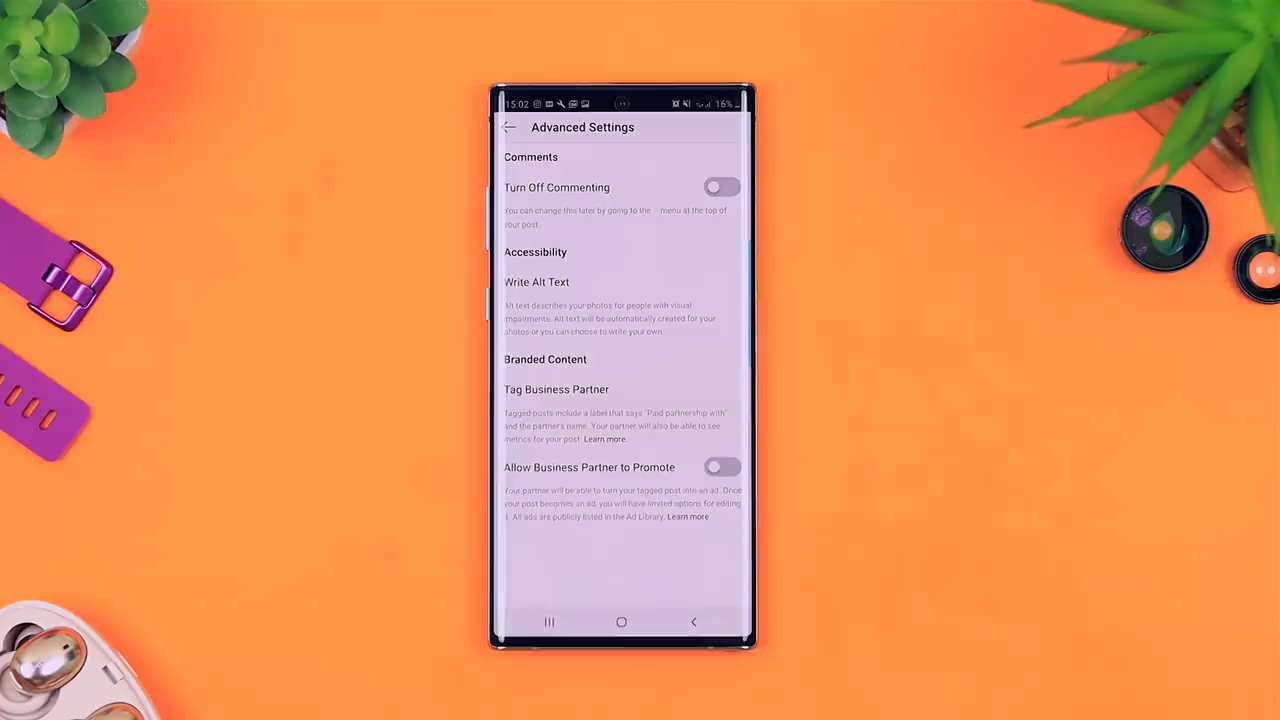 15:02 16%
Advanced Settings
Comments
Turn Off Commenting
You can change this later by going to the menu at the top of
your post.
Accessibility
Write Alt Text
Alt text describes your photos for people with visual
impairments. Alt text will be automatically created for your
photos or you can choose to write your own.
Branded Content
Tag Business Partner
Tagged posts include a label that says "Paid partnership with"
and the partner's name. Your partner will also be able to see
metrics for your post. Learn more.
Allow Business Partner to Promote
Your partner will be able to turn your tagged post into an ad. Once
your post becomes an ad, you will have limited options for editing
it. All ads are publicly listed in the Ad Library. Learn more